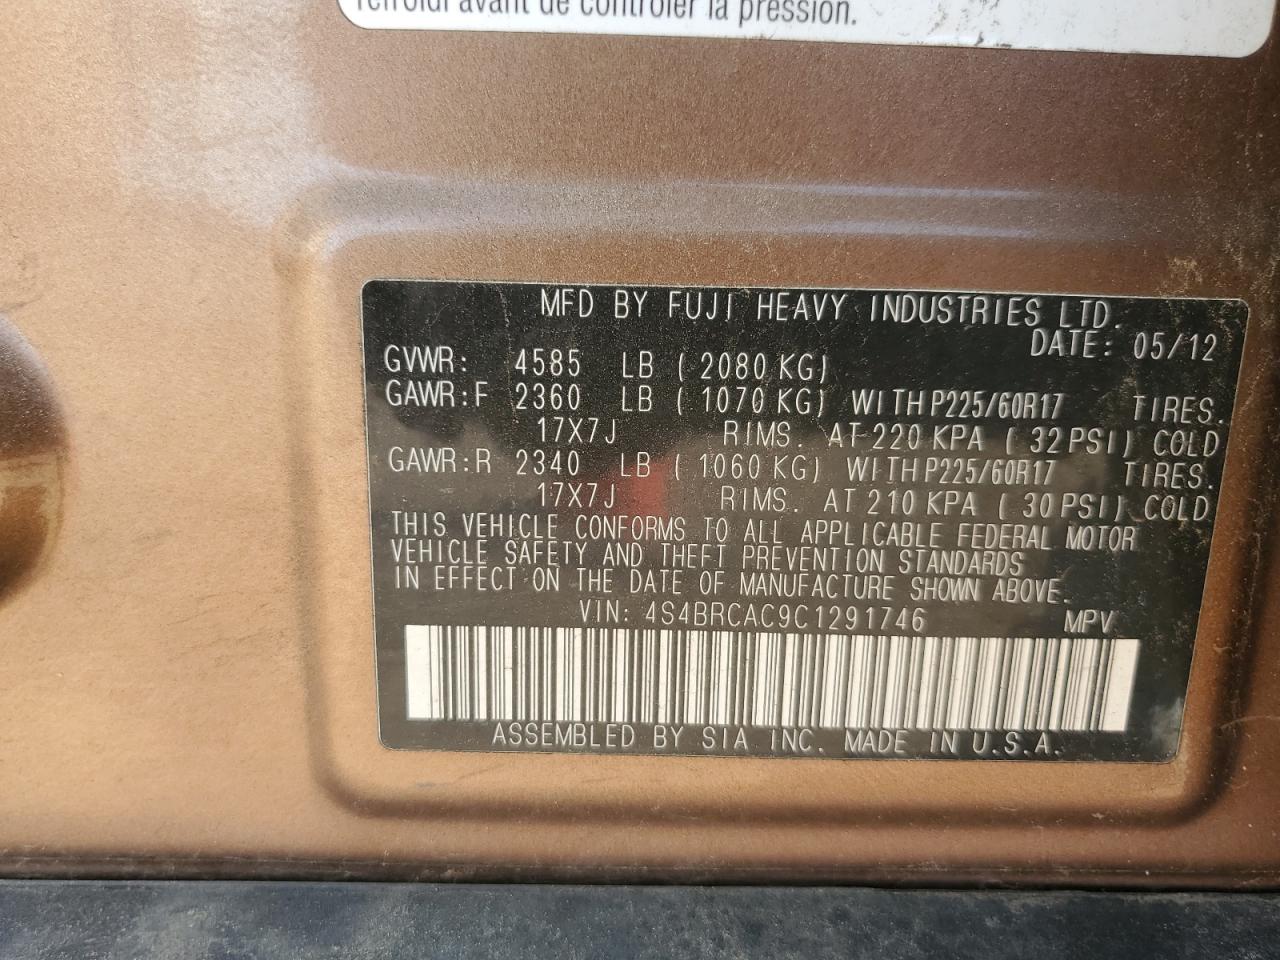 refroidi avant de contrôler la pression.
MFD BY FUJI HEAVY INDUSTRIES LTD.
DATE: 05/12
GVWR: 4585 LB ( 2080 KG)
GAWR:F 2360 LB ( 1070 KG) WITH P225/60R17 TIRES.
17X7J RIMS. AT 220 KPA ( 32 PSI) COLD
GAWR:R 2340 LB ( 1060 KG) WITH P225/60R17 TIRES.
17X7J RIMS. AT 210 KPA ( 30 PSI) COLD
THIS VEHICLE CONFORMS TO ALL APPLICABLE FEDERAL MOTOR
VEHICLE SAFETY AND THEFT PREVENTION STANDARDS
IN EFFECT ON THE DATE OF MANUFACTURE SHOWN ABOVE.
VIN: 4S4BRCAC9C1291746 MPV
ASSEMBLED BY SIA INC. MADE IN U.S.A.